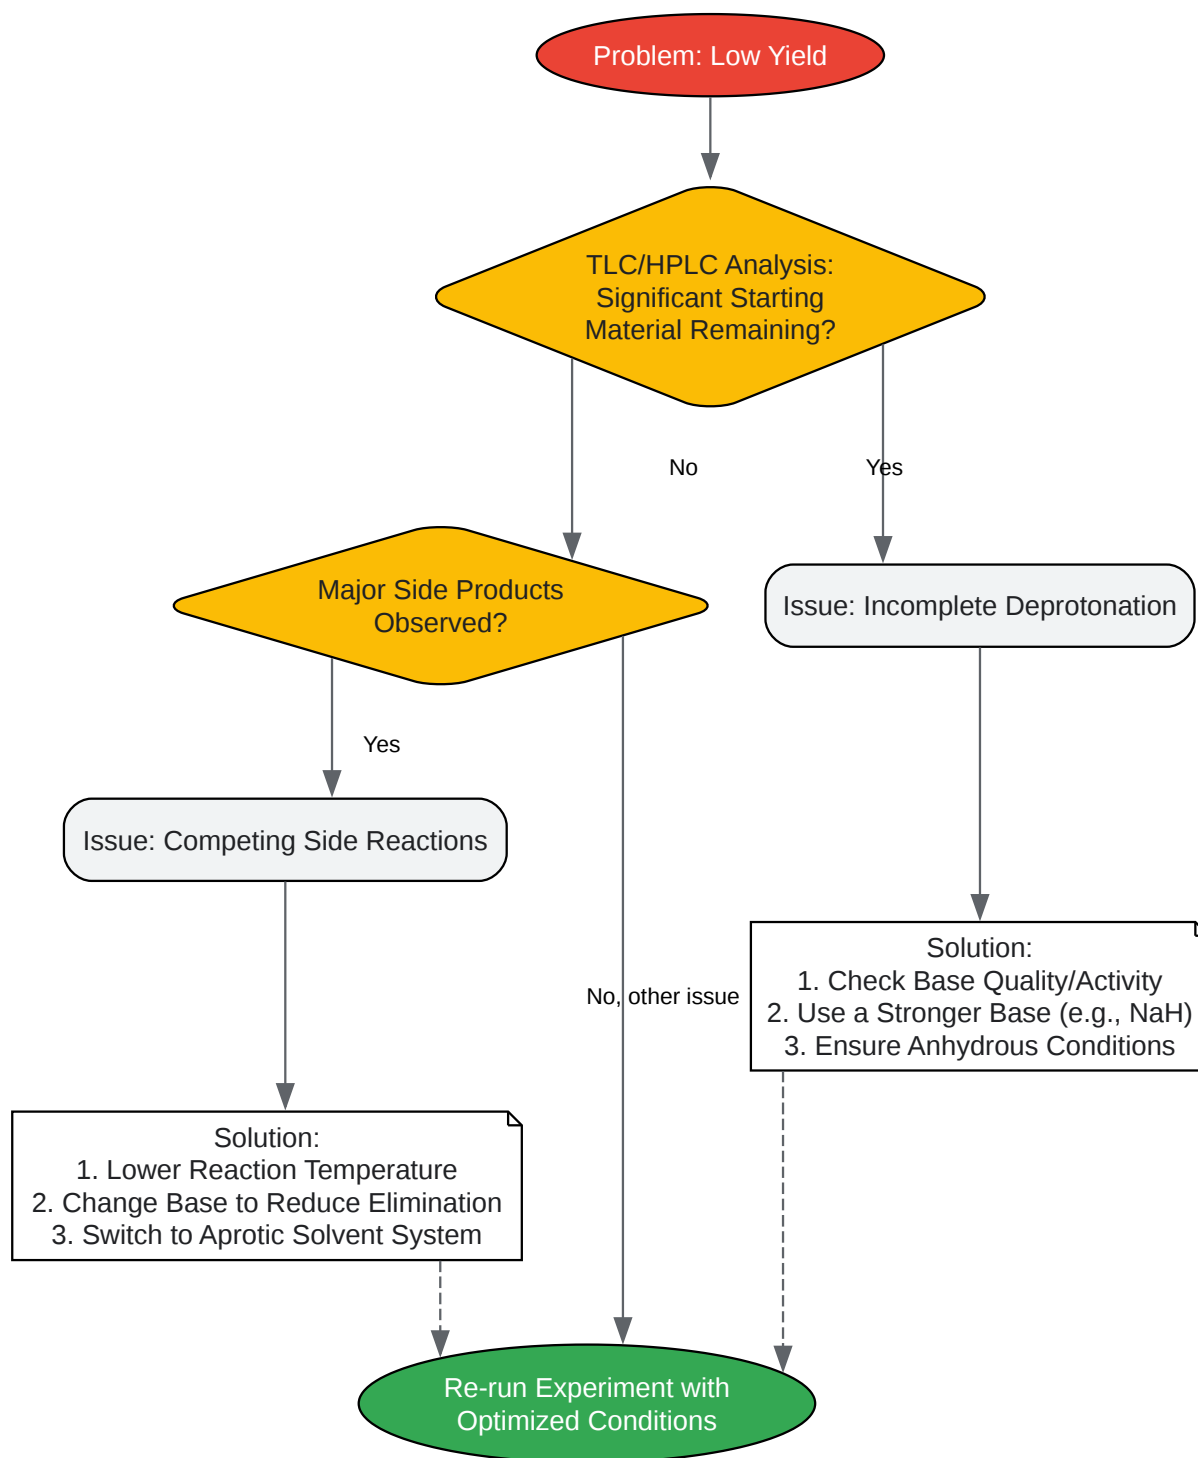 Problem: Low Yield
TLC/HPLC Analysis:
Significant Starting
Material Remaining?
No
Yes
Major Side Products
Observed?
Issue: Incomplete Deprotonation
Yes
Issue: Competing Side Reactions
Solution:
1. Check Base Quality/Activity
2. Use a Stronger Base (e.g., NaH)
3. Ensure Anhydrous Conditions
No, other issue
Solution:
1. Lower Reaction Temperature
2. Change Base to Reduce Elimination
3. Switch to Aprotic Solvent System
Re-run Experiment with
Optimized Conditions